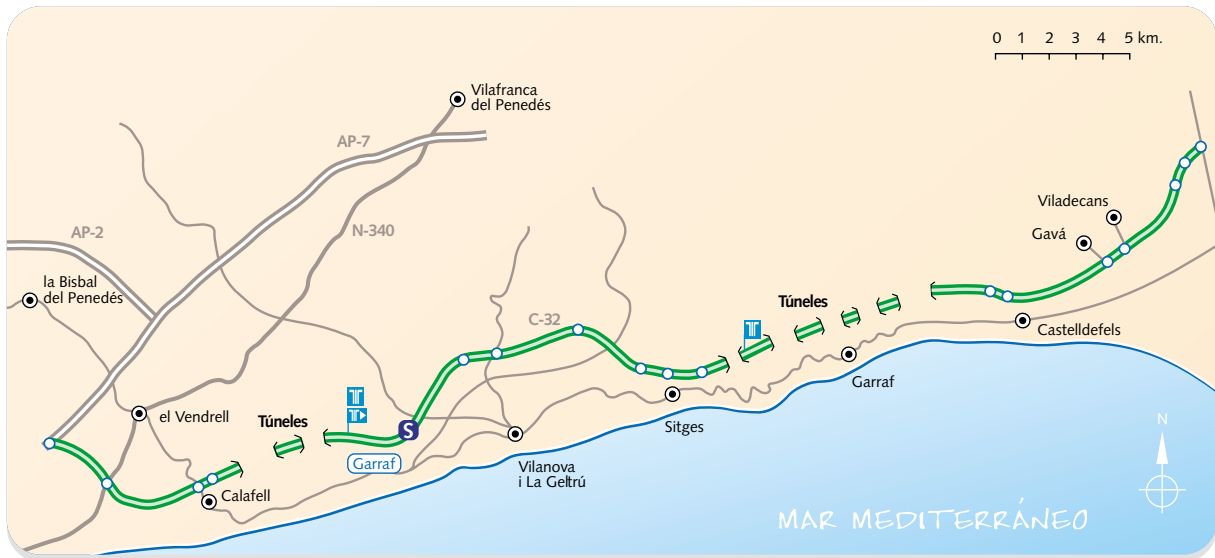 0 1 2 3 4 5 km.
Vilafranca
del Penedés
AP-7
Viladecans
Gavá
N-340
AP-2
la Bisbal
del Penedés
Túneles
C-32
Castelldefels
Garraf
el Vendrell
Túneles
S
Garraf
Sitges
N
Vilanova
i La Geltrú
Calafell
MAR MEDITERRÁNEO